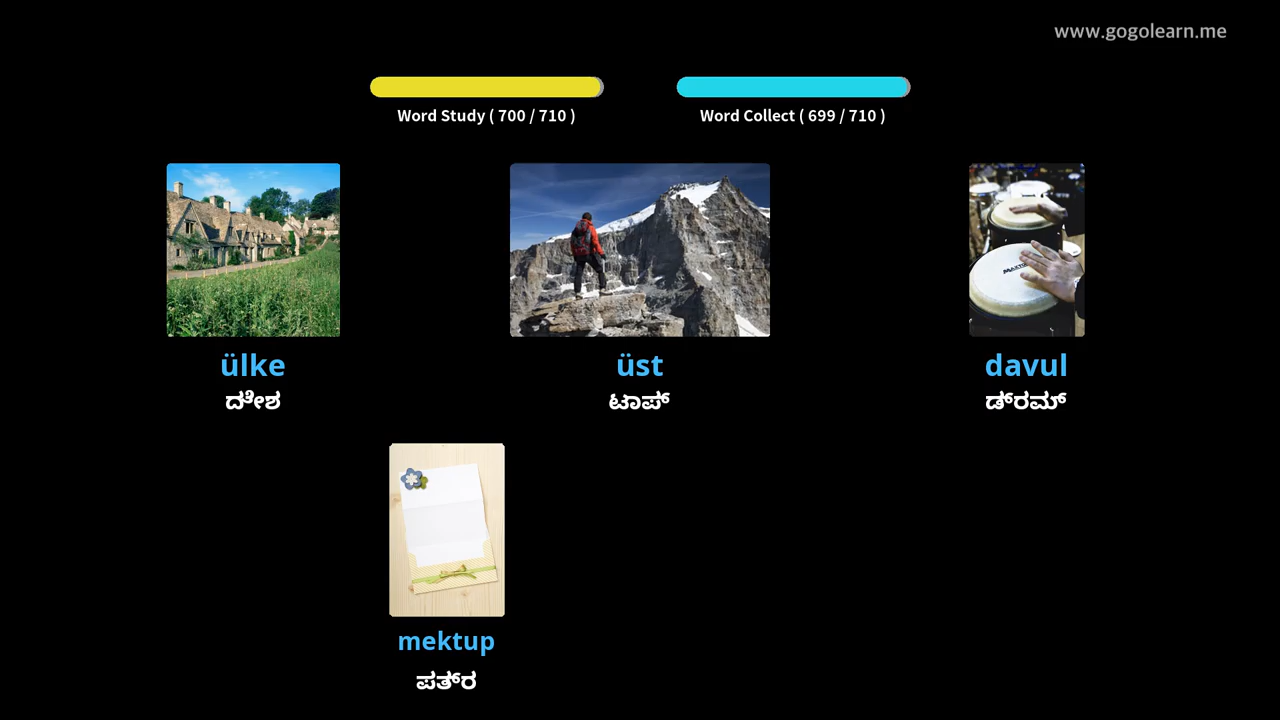 www.gogolearn.me
Word Study ( 700 / 710 )
Word Collect ( 699 / 710 )
ülke
ದೇಶ
üst
ಟಾಪ್
davul
ಡ್ರಮ್
mektup
ಪತ್ರ